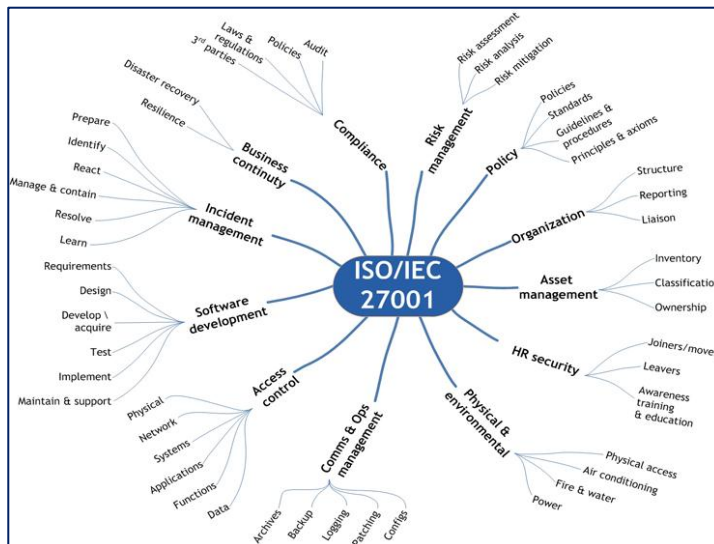 ISO/IEC
27001
Risk
management
Risk assessment
Risk analysis
Risk mitigation
Policy
Policies
Standards
Guidelines &
procedures
Principles & axioms
Organization
Structure
Reporting
Liaison
Asset
management
Inventory
Classificatio
Ownership
HR security
Joiners/move
Leavers
Awareness
training
& education
Physical &
environmental
Physical access
Air conditioning
Fire & water
Power
Comms & Ops
management
Archives
Backup
Logging
Patching
Configs
Access
control
Physical
Network
Systems
Applications
Functions
Data
Software
development
Requirements
Design
Develop \
acquire
Test
Implement
Maintain & support
Incident
management
Prepare
Identify
React
Manage & contain
Resolve
Learn
Business
continuty
Disaster recovery
Resilience
Compliance
Laws &
regulations
3rd parties
Policies
Audit